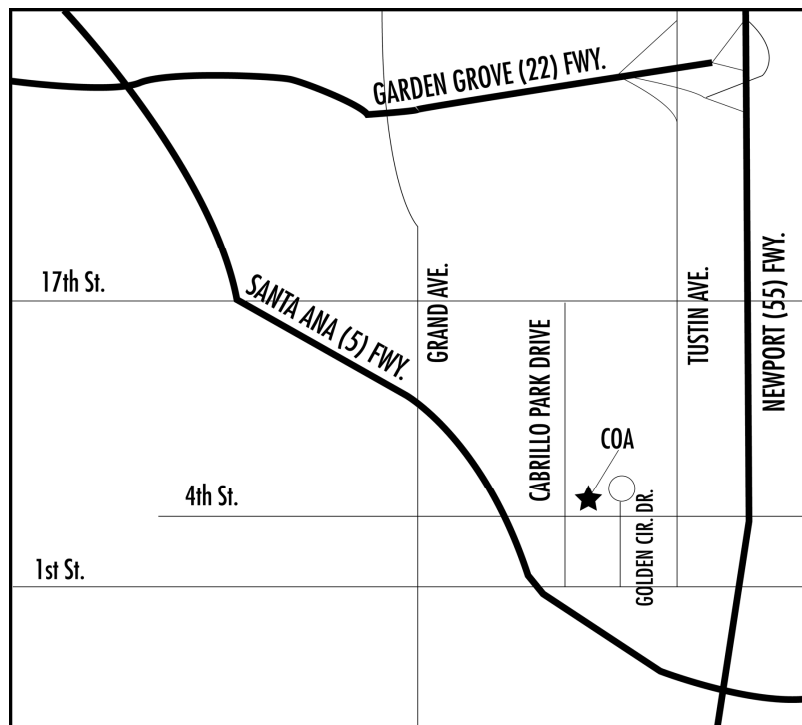 GARDEN GROVE (22) FWY.
17th St.
SANTA ANA (5) FWY.
GRAND AVE.
TUSTIN AVE.
NEWPORT (55) FWY.
CABRILLO PARK DRIVE
COA
4th St.
GOLDEN CIR. DR.
1st St.